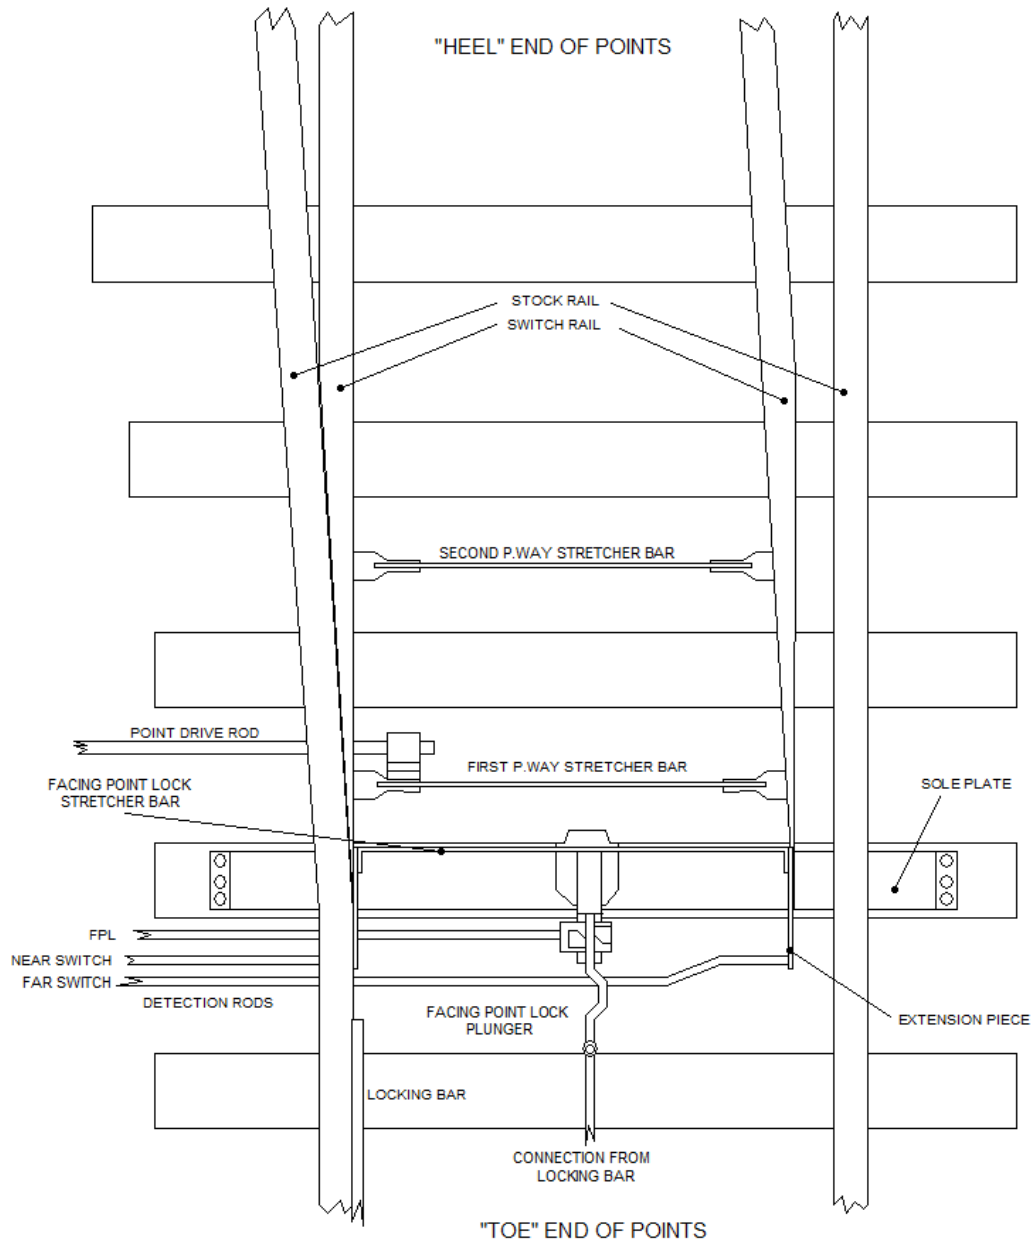 "HEEL" END OF POINTS
STOCK RAIL
SWITCH RAIL
SECOND P.WAY STRETCHER BAR
POINT DRIVE ROD
FIRST P.WAY STRETCHER BAR
FACING POINT LOCK
STRETCHER BAR
SOLE PLATE
FPL
NEAR SWITCH
FAR SWITCH
DETECTION RODS
FACING POINT LOCK
PLUNGER
EXTENSION PIECE
LOCKING BAR
CONNECTION FROM
LOCKING BAR
"TOE" END OF POINTS